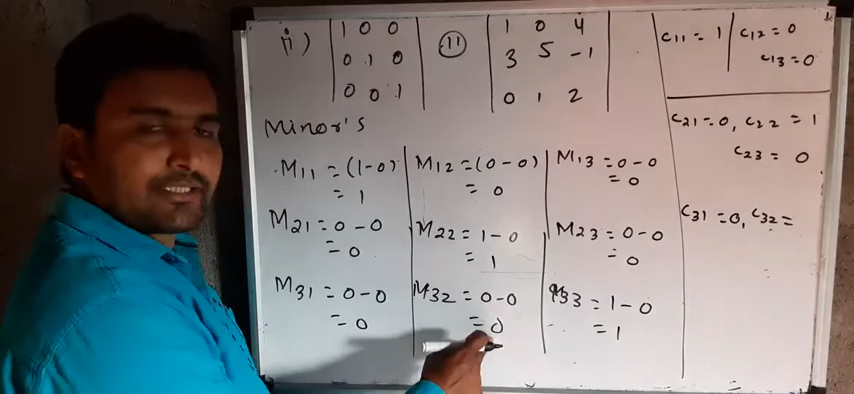 i) | 1 0 0 |
| 0 1 0 |
| 0 0 1 |
(11) | 1 0 4 |
| 3 5 -1 |
| 0 1 2 |
Minor's
M11 = (1-0)
= 1
M12 = (0-0)
= 0
M13 = 0-0
= 0
M21 = 0-0
= 0
M22 = 1-0
= 1
M23 = 0-0
= 0
M31 = 0-0
= 0
M32 = 0-0
= 0
M33 = 1-0
= 1
C11 = 1 | C12 = 0
C13 = 0
C21 = 0, C22 = 1
C23 = 0
C31 = 0, C32 =